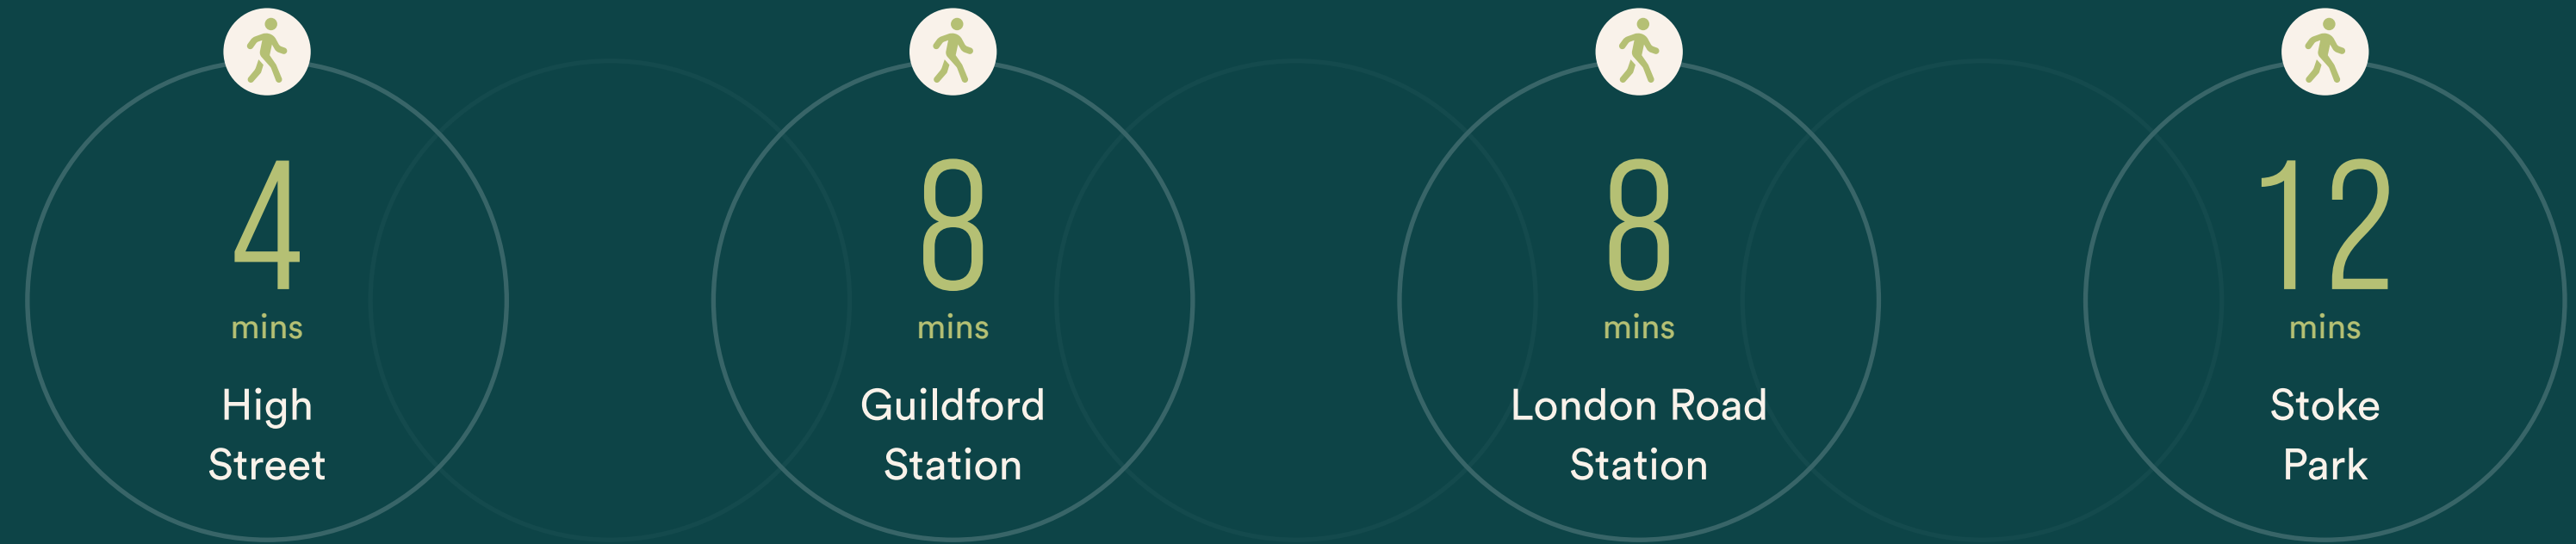 4
mins
High
Street
8
mins
Guildford
Station
8
mins
London Road
Station
12
mins
Stoke
Park